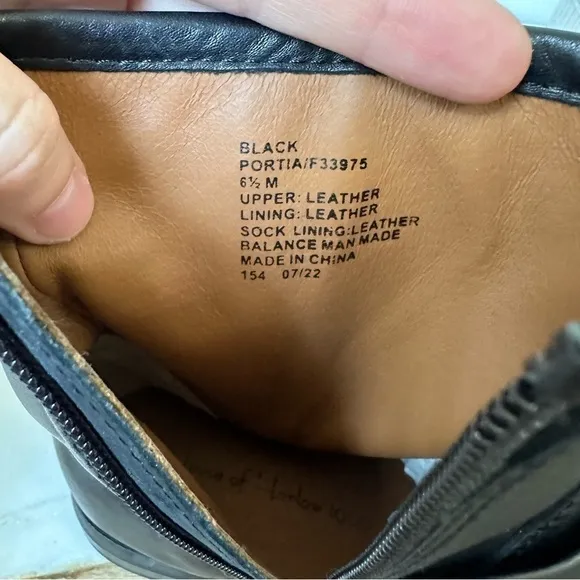 BLACK
PORTIA/F33975
6½ M
UPPER: LEATHER
LINING: LEATHER
SOCK LINING:LEATHER
BALANCE MAN MADE
MADE IN CHINA
154 07/22
of